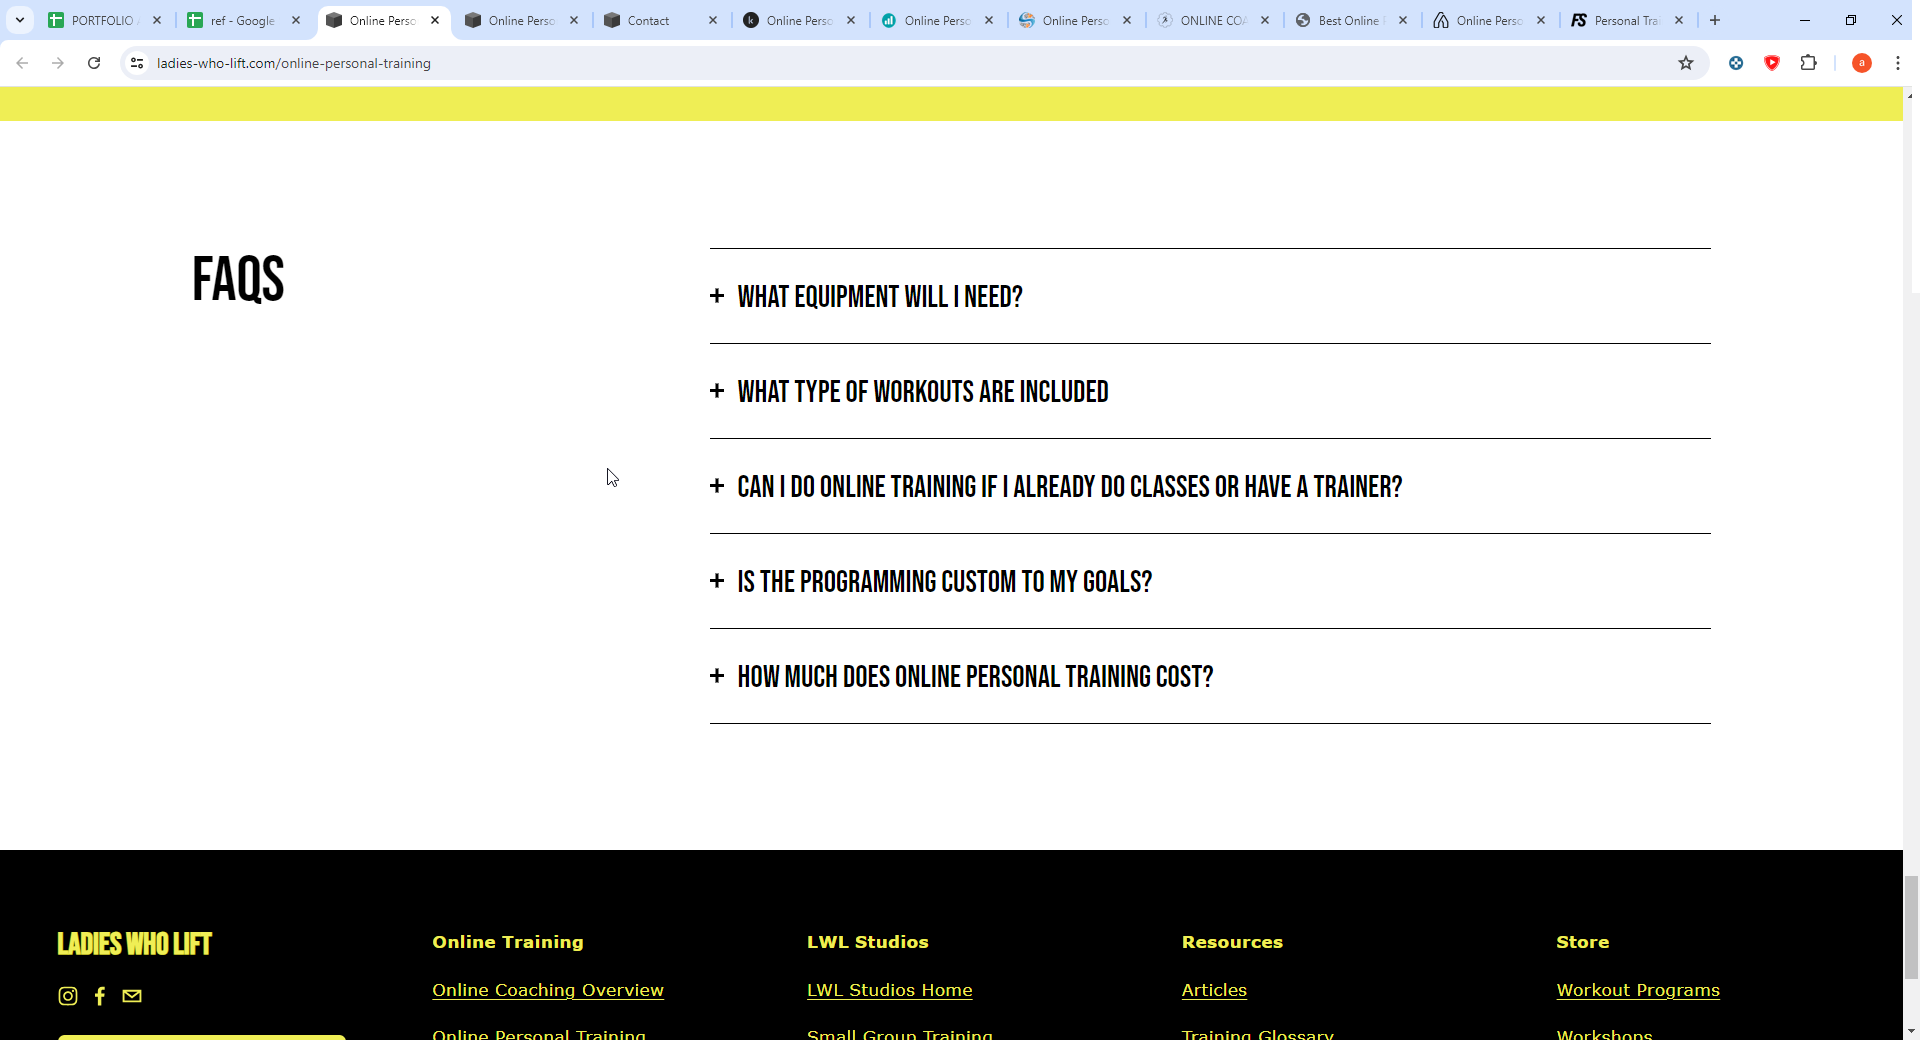 PORTFOLIO
ref - Google
Online Perso
Online Perso
Contact
Online Perso
Online Perso
Online Perso
ONLINE COA
Best Online
Online Perso
Personal Trai
ladies-who-lift.com/online-personal-training
a
FAQS
+ WHAT EQUIPMENT WILL I NEED?
+ WHAT TYPE OF WORKOUTS ARE INCLUDED
+ CAN I DO ONLINE TRAINING IF I ALREADY DO CLASSES OR HAVE A TRAINER?
+ IS THE PROGRAMMING CUSTOM TO MY GOALS?
+ HOW MUCH DOES ONLINE PERSONAL TRAINING COST?
LADIES WHO LIFT
Online Training
Online Coaching Overview
Online Personal Training
LWL Studios
LWL Studios Home
Small Group Training
Resources
Articles
Training Glossary
Store
Workout Programs
Workshops